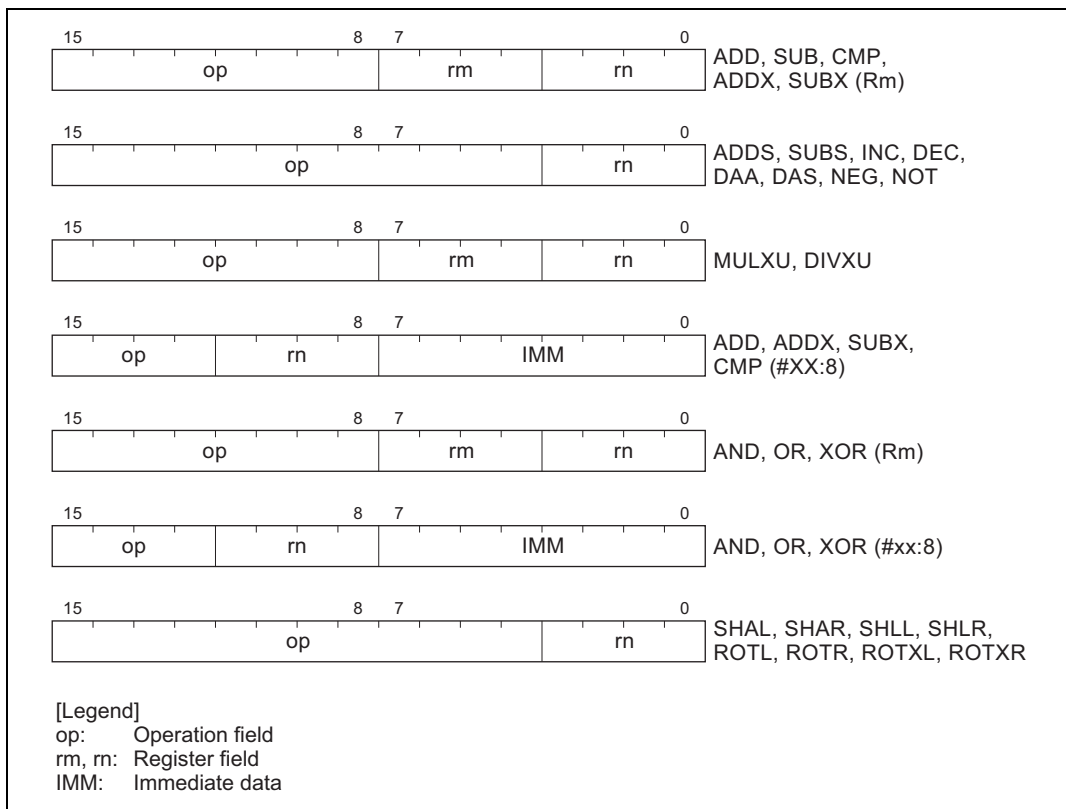 15 8 7 0
op rm rn
ADD, SUB, CMP,
ADDX, SUBX (Rm)
15 8 7 0
op rn
ADDS, SUBS, INC, DEC,
DAA, DAS, NEG, NOT
15 8 7 0
op rm rn
MULXU, DIVXU
15 8 7 0
op rn IMM
ADD, ADDX, SUBX,
CMP (#XX:8)
15 8 7 0
op rm rn
AND, OR, XOR (Rm)
15 8 7 0
op rn IMM
AND, OR, XOR (#xx:8)
15 8 7 0
op rn
SHAL, SHAR, SHLL, SHLR,
ROTL, ROTR, ROTXL, ROTXR
[Legend]
op: Operation field
rm, rn: Register field
IMM: Immediate data